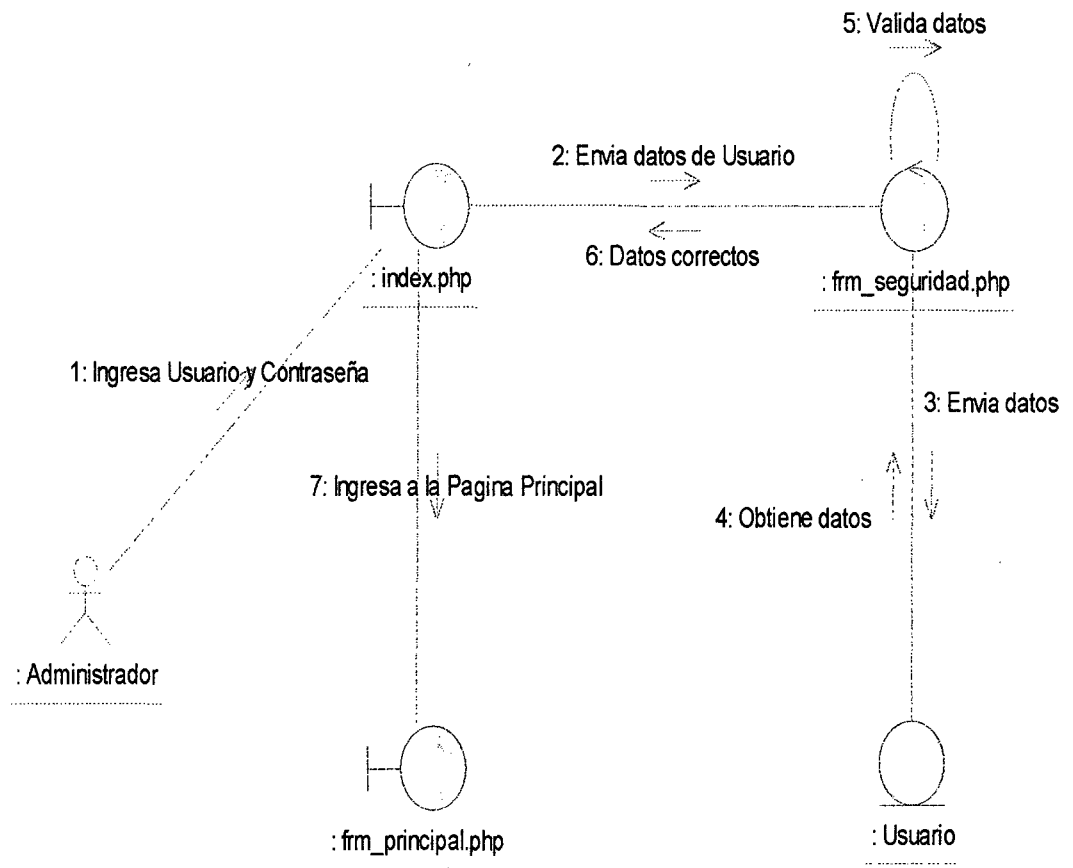 5: Valida datos
2: Envia datos de Usuario
6: Datos correctos
: index.php
: frm_seguridad.php
1: Ingresa Usuario y Contraseña
3: Envia datos
7: Ingresa a la Pagina Principal
4: Obtiene datos
: Administrador
: frm_principal.php
: Usuario